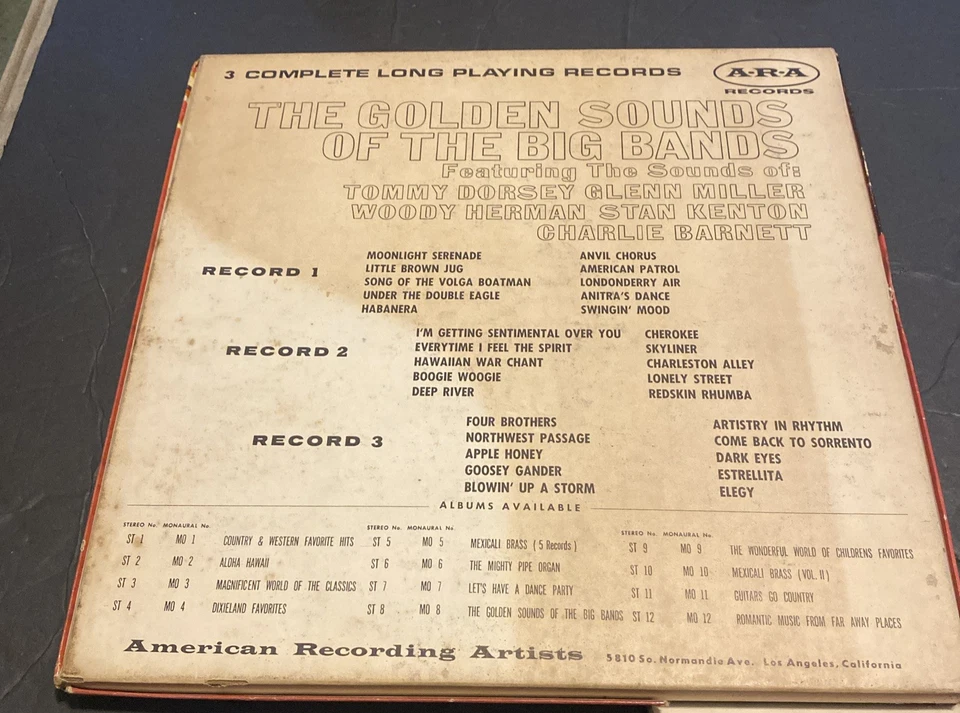 3 COMPLETE LONG PLAYING RECORDS
A·R·A
RECORDS
THE GOLDEN SOUNDS
OF THE BIG BANDS
Featuring The Sounds of:
TOMMY DORSEY GLENN MILLER
WOODY HERMAN STAN KENTON
CHARLIE BARNETT
RECORD 1
MOONLIGHT SERENADE
LITTLE BROWN JUG
SONG OF THE VOLGA BOATMAN
UNDER THE DOUBLE EAGLE
HABANERA
ANVIL CHORUS
AMERICAN PATROL
LONDONDERRY AIR
ANITRA'S DANCE
SWINGIN' MOOD
RECORD 2
I'M GETTING SENTIMENTAL OVER YOU
EVERYTIME I FEEL THE SPIRIT
HAWAIIAN WAR CHANT
BOOGIE WOOGIE
DEEP RIVER
CHEROKEE
SKYLINER
CHARLESTON ALLEY
LONELY STREET
REDSKIN RHUMBA
RECORD 3
FOUR BROTHERS
NORTHWEST PASSAGE
APPLE HONEY
GOOSEY GANDER
BLOWIN' UP A STORM
ARTISTRY IN RHYTHM
COME BACK TO SORRENTO
DARK EYES
ESTRELLITA
ELEGY
ALBUMS AVAILABLE
STEREO No. MONAURAL No.
ST 1 MO 1 COUNTRY & WESTERN FAVORITE HITS
ST 2 MO 2 ALOHA HAWAII
ST 3 MO 3 MAGNIFICENT WORLD OF THE CLASSICS
ST 4 MO 4 DIXIELAND FAVORITES
STEREO No. MONAURAL No.
ST 5 MO 5 MEXICALI BRASS (5 Records)
ST 6 MO 6 THE MIGHTY PIPE ORGAN
ST 7 MO 7 LET'S HAVE A DANCE PARTY
ST 8 MO 8 THE GOLDEN SOUNDS OF THE BIG BANDS
STEREO No. MONAURAL No.
ST 9 MO 9 THE WONDERFUL WORLD OF CHILDRENS FAVORITES
ST 10 MO 10 MEXICALI BRASS (VOL. II)
ST 11 MO 11 GUITARS GO COUNTRY
ST 12 MO 12 ROMANTIC MUSIC FROM FAR AWAY PLACES
American Recording Artists 5810 So. Normandie Ave. Los Angeles, California